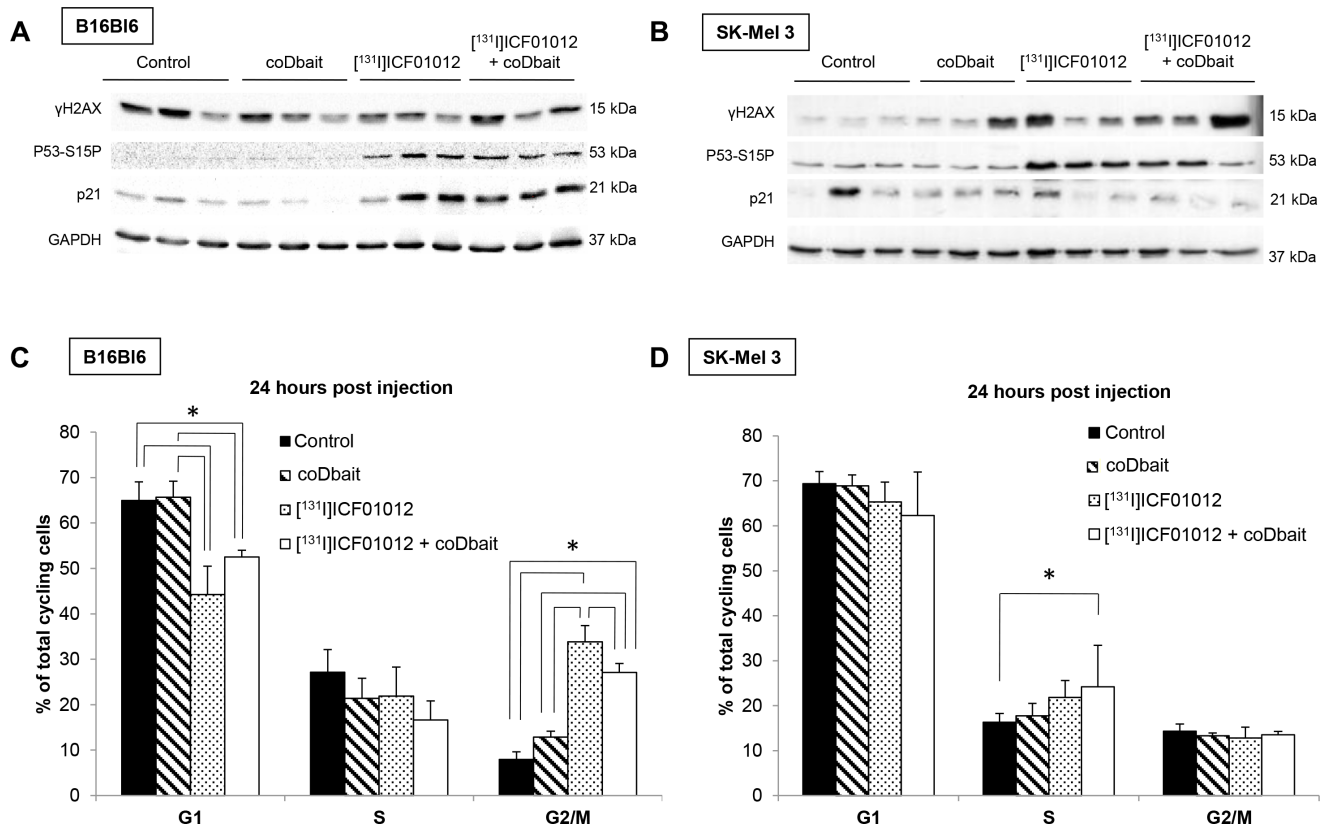 A
B16Bl6
Control
coDbait
[¹³¹I]ICF01012
[¹³¹I]ICF01012
+ coDbait
γH2AX
15 kDa
P53-S15P
53 kDa
p21
21 kDa
GAPDH
37 kDa
B
SK-Mel 3
Control
coDbait
[¹³¹I]ICF01012
[¹³¹I]ICF01012
+ coDbait
γH2AX
15 kDa
P53-S15P
53 kDa
p21
21 kDa
GAPDH
37 kDa
C
B16Bl6
24 hours post injection
% of total cycling cells
80
70
60
50
40
30
20
10
0
*
*
Control
coDbait
[¹³¹I]ICF01012
[¹³¹I]ICF01012 + coDbait
G1
S
G2/M
D
SK-Mel 3
24 hours post injection
% of total cycling cells
80
70
60
50
40
30
20
10
0
*
Control
coDbait
[¹³¹I]ICF01012
[¹³¹I]ICF01012 + coDbait
G1
S
G2/M